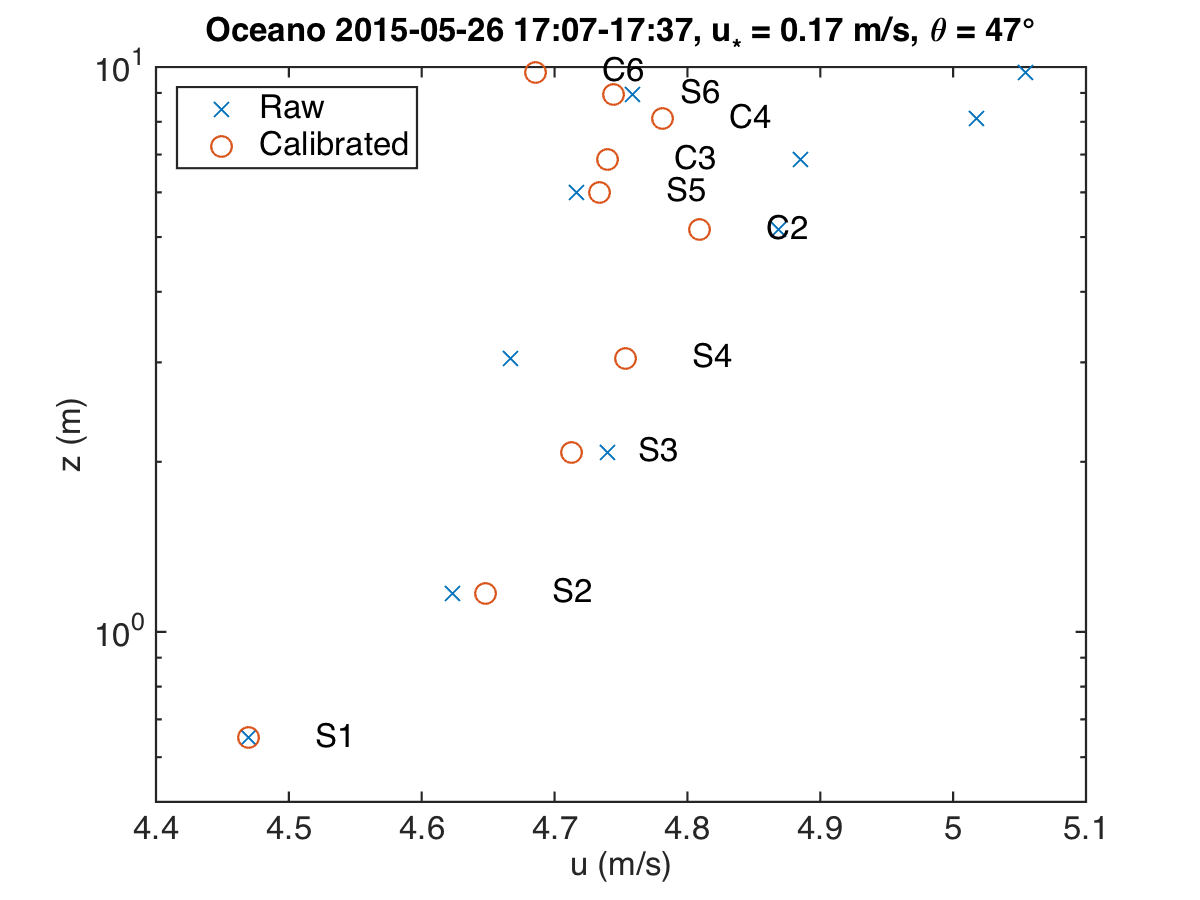 Oceano 2015-05-26 17:07-17:37, u* = 0.17 m/s, θ = 47°
10^1
Raw
Calibrated
C6
S6
C4
C3
S5
C2
S4
S3
S2
S1
z (m)
10^0
4.4 4.5 4.6 4.7 4.8 4.9 5 5.1
u (m/s)